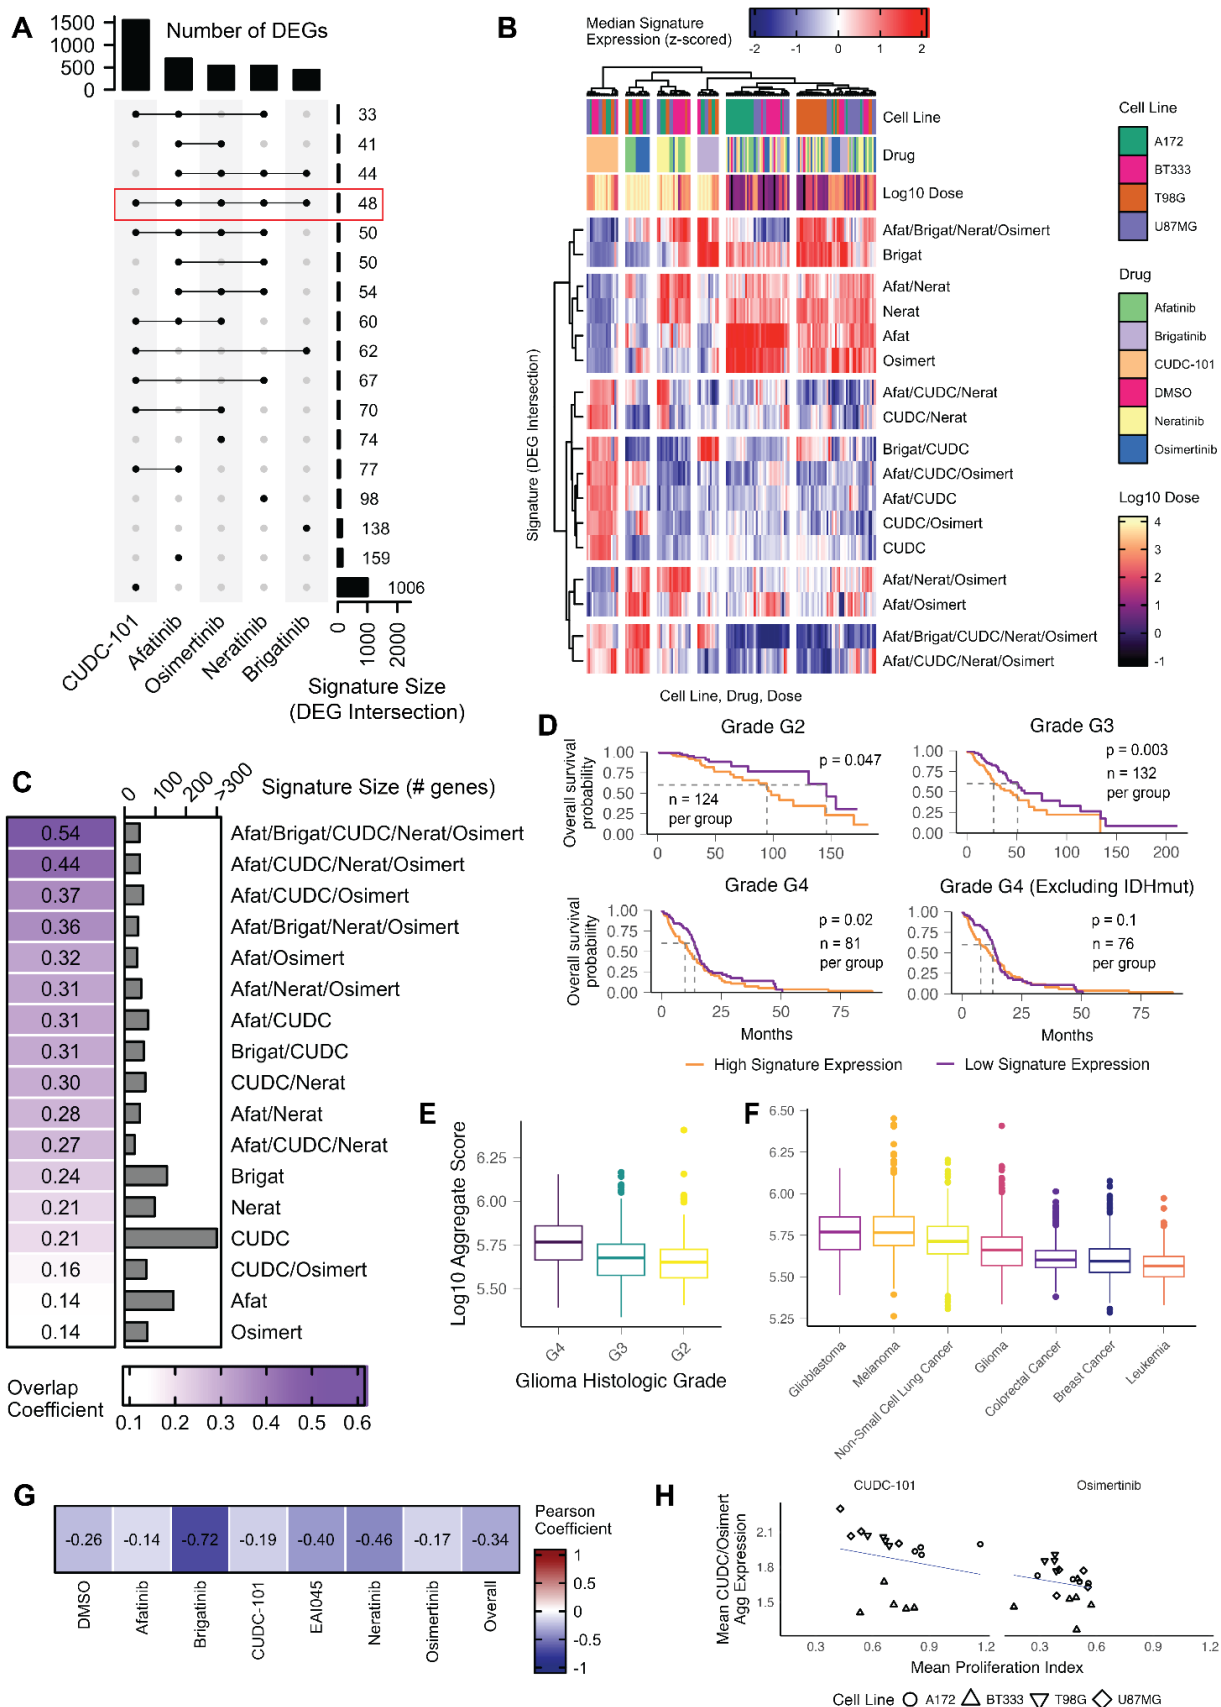 A
1500
1000
500
0
Number of DEGs
33
41
44
48
50
50
54
60
62
67
70
74
77
98
138
159
1006
CUDC-101
Afatinib
Osimertinib
Neratinib
Brigatinib
0
1000
2000
Signature Size
(DEG Intersection)
B
Median Signature
Expression (z-scored)
-2 -1 0 1 2
Cell Line
Drug
Log10 Dose
Afat/Brigat/Nerat/Osimert
Brigat
Afat/Nerat
Nerat
Afat
Osimert
Afat/CUDC/Nerat
CUDC/Nerat
Brigat/CUDC
Afat/CUDC/Osimert
Afat/CUDC
CUDC/Osimert
CUDC
Afat/Nerat/Osimert
Afat/Osimert
Afat/Brigat/CUDC/Nerat/Osimert
Afat/CUDC/Nerat/Osimert
Signature (DEG Intersection)
Cell Line, Drug, Dose
Cell Line
A172
BT333
T98G
U87MG
Drug
Afatinib
Brigatinib
CUDC-101
DMSO
Neratinib
Osimertinib
Log10 Dose
4
3
2
1
0
-1
C
0
100
200
>300
Signature Size (# genes)
0.54 Afat/Brigat/CUDC/Nerat/Osimert
0.44 Afat/CUDC/Nerat/Osimert
0.37 Afat/CUDC/Osimert
0.36 Afat/Brigat/Nerat/Osimert
0.32 Afat/Osimert
0.31 Afat/Nerat/Osimert
0.31 Afat/CUDC
0.31 Brigat/CUDC
0.30 CUDC/Nerat
0.28 Afat/Nerat
0.27 Afat/CUDC/Nerat
0.24 Brigat
0.21 Nerat
0.21 CUDC
0.16 CUDC/Osimert
0.14 Afat
0.14 Osimert
Overlap
Coefficient
0.1 0.2 0.3 0.4 0.5 0.6
D
Grade G2
Overall survival
probability
1.00
0.75
0.50
0.25
0.00
p = 0.047
n = 124
per group
0 50 100 150
Grade G3
1.00
0.75
0.50
0.25
0.00
p = 0.003
n = 132
per group
0 50 100 150 200
Grade G4
Overall survival
probability
1.00
0.75
0.50
0.25
0.00
p = 0.02
n = 81
per group
0 25 50 75
Months
Grade G4 (Excluding IDHmut)
1.00
0.75
0.50
0.25
0.00
p = 0.1
n = 76
per group
0 25 50 75
Months
High Signature Expression
Low Signature Expression
E
Log10 Aggregate Score
6.25
6.00
5.75
5.50
G4
G3
G2
Glioma Histologic Grade
F
6.50
6.25
6.00
5.75
5.50
5.25
Glioblastoma
Melanoma
Non-Small Cell Lung Cancer
Glioma
Colorectal Cancer
Breast Cancer
Leukemia
G
-0.26 -0.14 -0.72 -0.19 -0.40 -0.46 -0.17 -0.34
DMSO
Afatinib
Brigatinib
CUDC-101
EAI045
Neratinib
Osimertinib
Overall
Pearson
Coefficient
1
0.5
0
-0.5
-1
H
CUDC-101
Osimertinib
Mean CUDC/Osimert
Agg Expression
2.1
1.8
1.5
0.3 0.6 0.9 1.2
0.3 0.6 0.9 1.2
Mean Proliferation Index
Cell Line A172 BT333 T98G U87MG